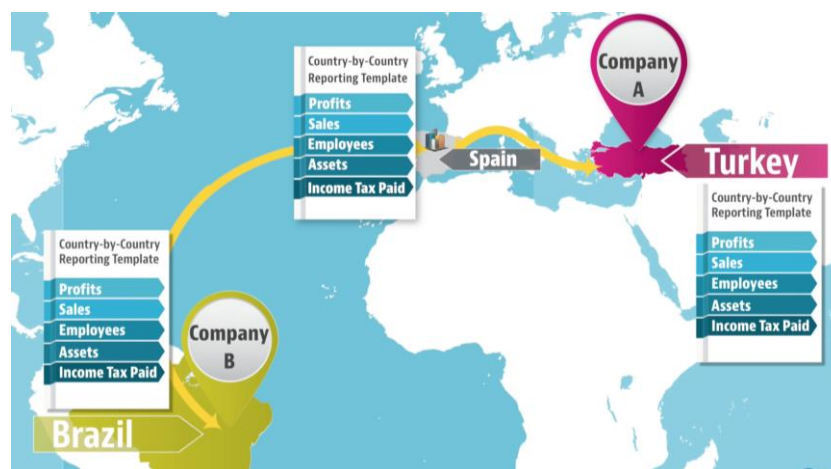 Country-by-Country
Reporting Template
Profits
Sales
Employees
Assets
Income Tax Paid
Spain
Company
A
Turkey
Country-by-Country
Reporting Template
Profits
Sales
Employees
Assets
Income Tax Paid
Country-by-Country
Reporting Template
Profits
Sales
Employees
Assets
Income Tax Paid
Company
B
Brazil